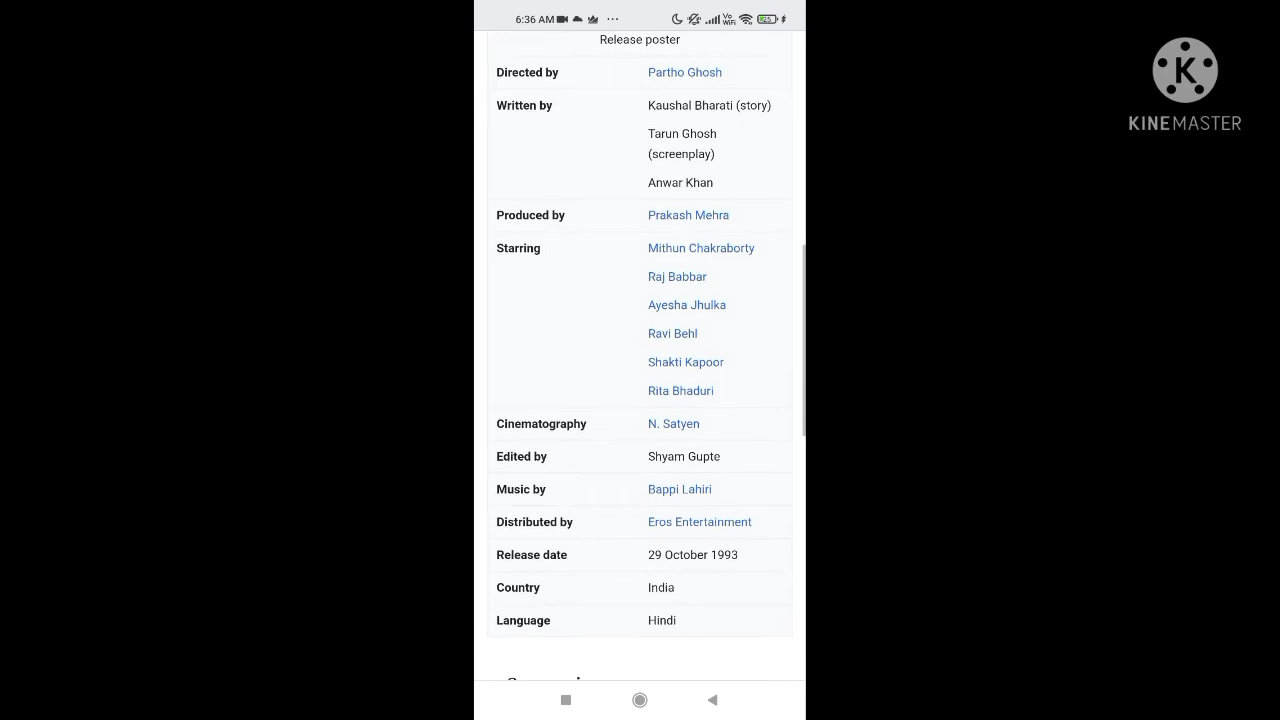 6:36 AM
Release poster
Directed by Partho Ghosh
Written by Kaushal Bharati (story)
Tarun Ghosh
(screenplay)
Anwar Khan
Produced by Prakash Mehra
Starring Mithun Chakraborty
Raj Babbar
Ayesha Jhulka
Ravi Behl
Shakti Kapoor
Rita Bhaduri
Cinematography N. Satyen
Edited by Shyam Gupte
Music by Bappi Lahiri
Distributed by Eros Entertainment
Release date 29 October 1993
Country India
Language Hindi
K
KINEMASTER